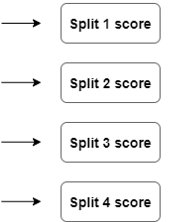 Split 1 score
Split 2 score
Split 3 score
Split 4 score